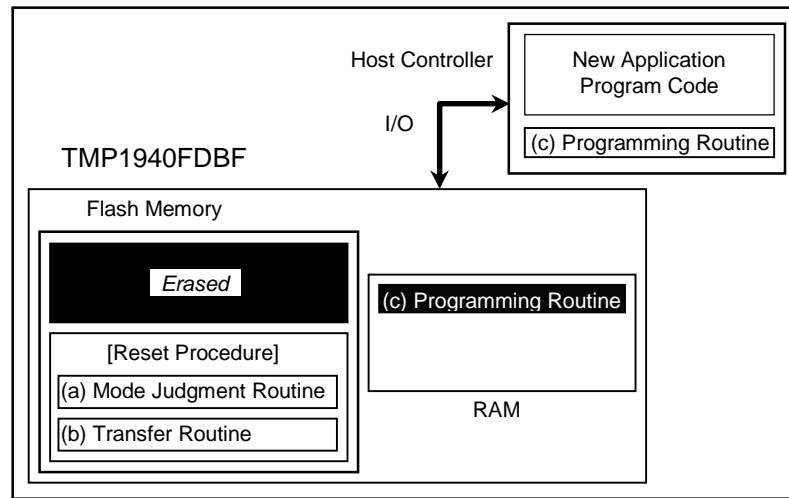 Host Controller
New Application
Program Code
(c) Programming Routine
I/O
TMP1940FDBF
Flash Memory
Erased
[Reset Procedure]
(a) Mode Judgment Routine
(b) Transfer Routine
(c) Programming Routine
RAM